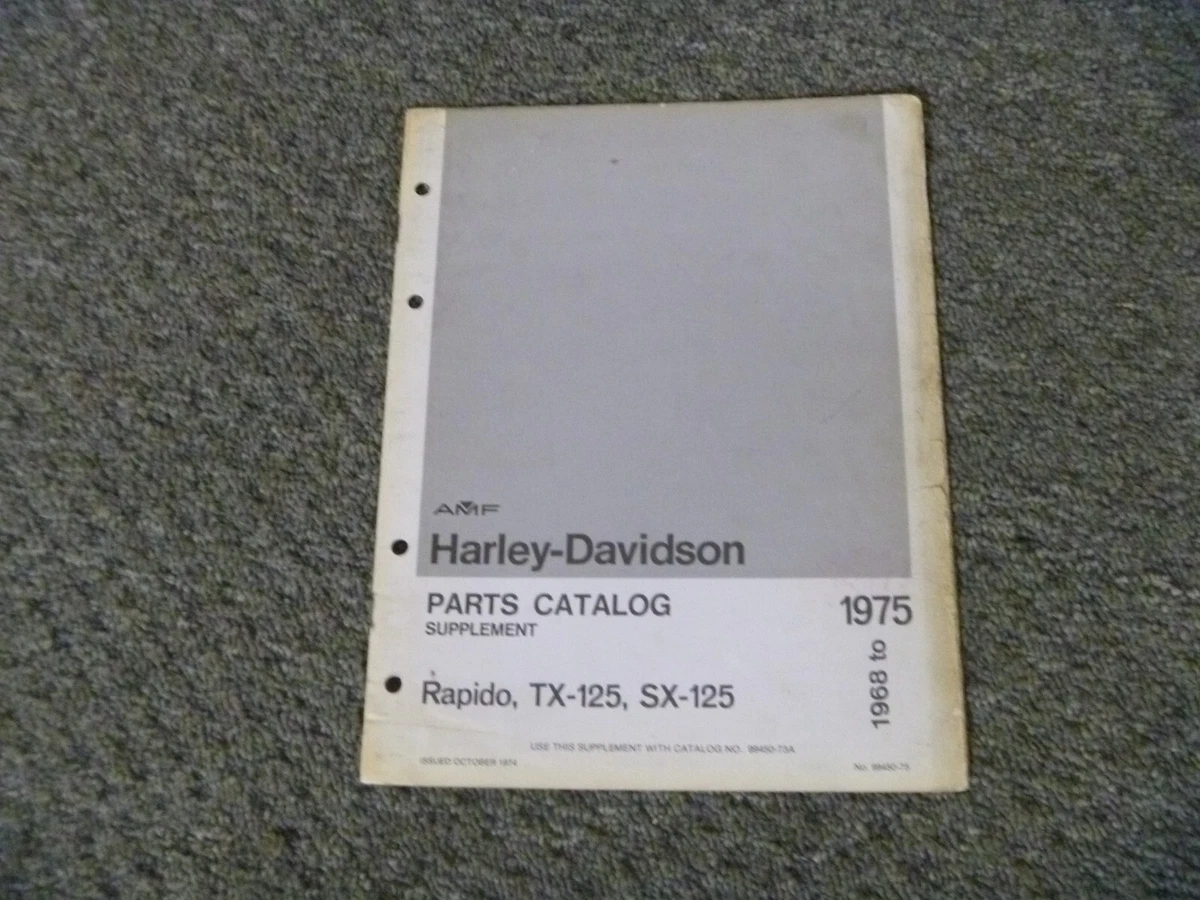 AMF
Harley-Davidson
PARTS CATALOG
SUPPLEMENT
1968 to 1975
Rapido, TX-125, SX-125
USE THIS SUPPLEMENT WITH CATALOG NO. 99450-73A
ISSUED OCTOBER 1974
No. 99450-75